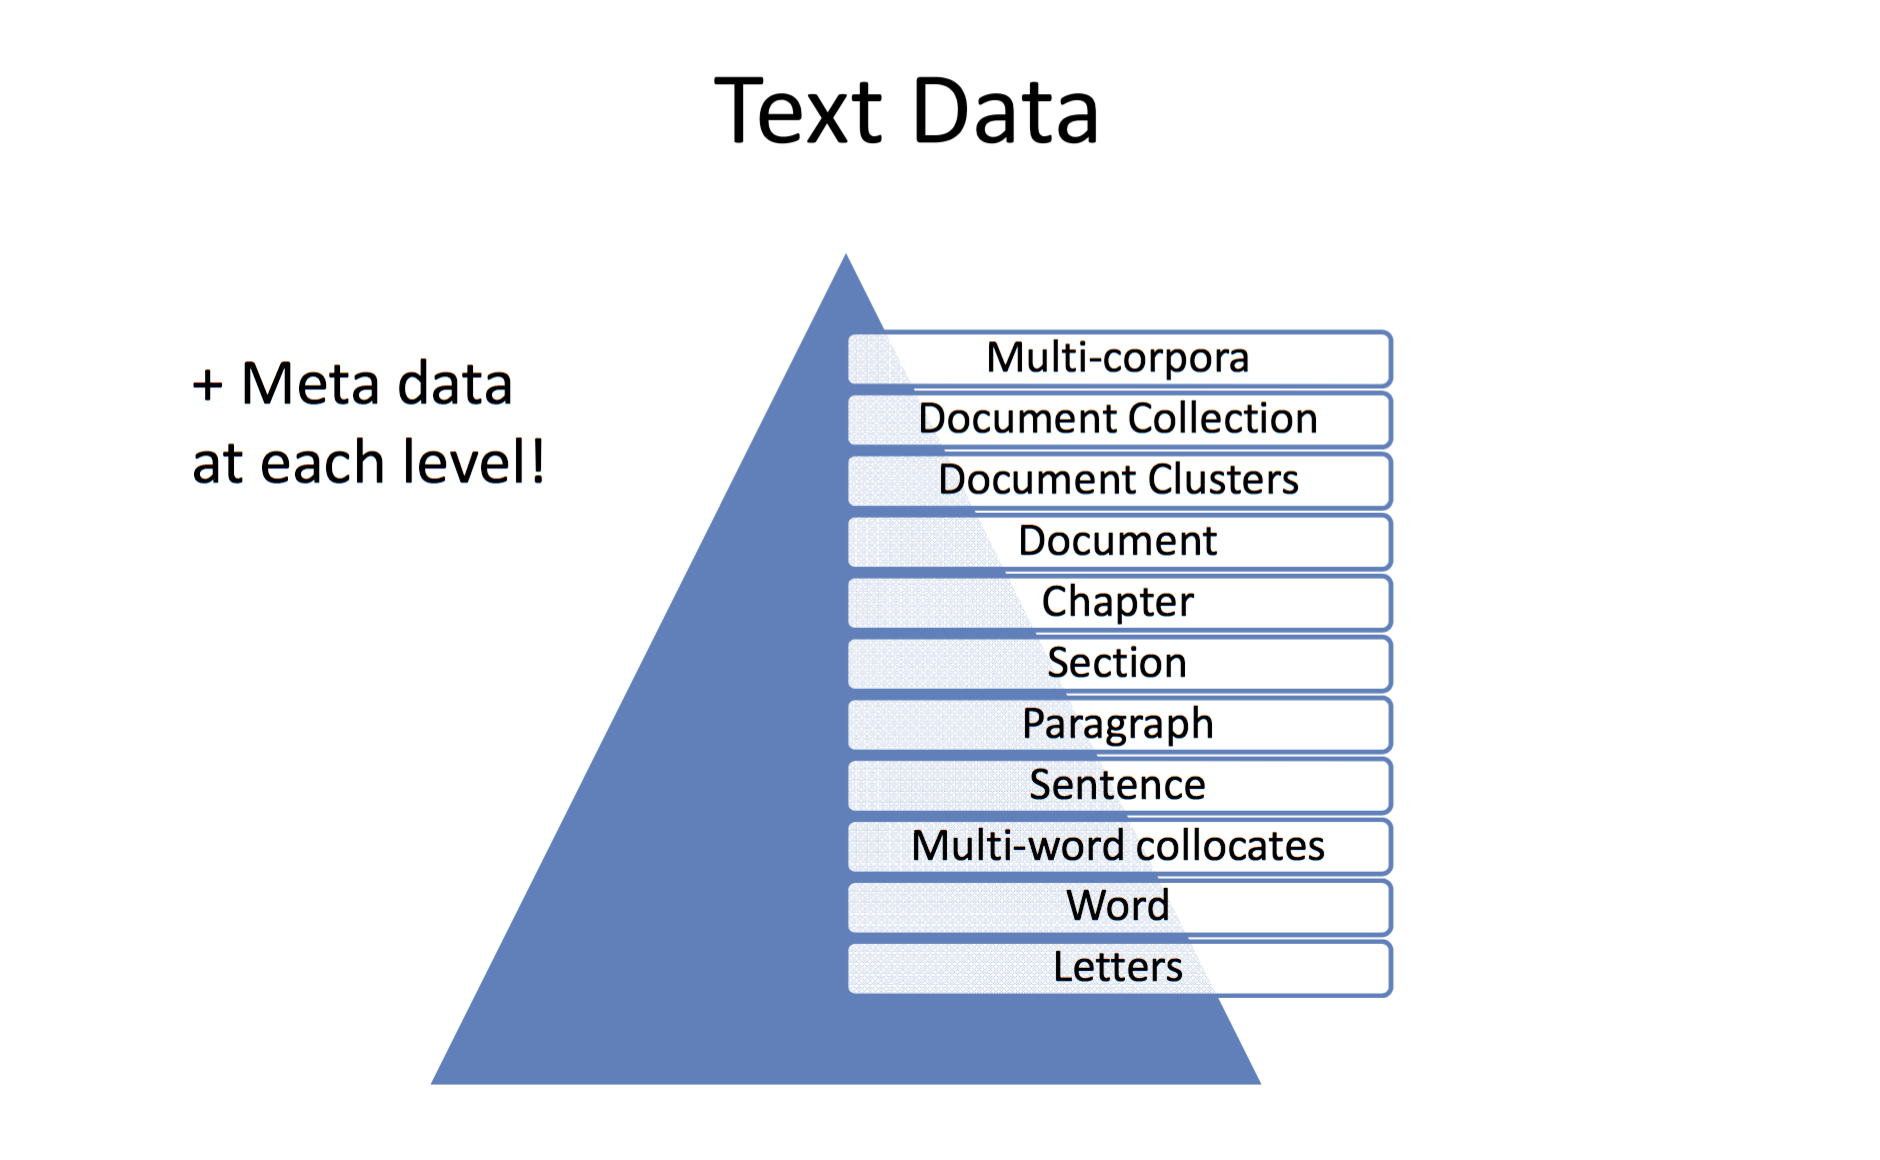 Text Data
+ Meta data
at each level!
Multi-corpora
Document Collection
Document Clusters
Document
Chapter
Section
Paragraph
Sentence
Multi-word collocates
Word
Letters